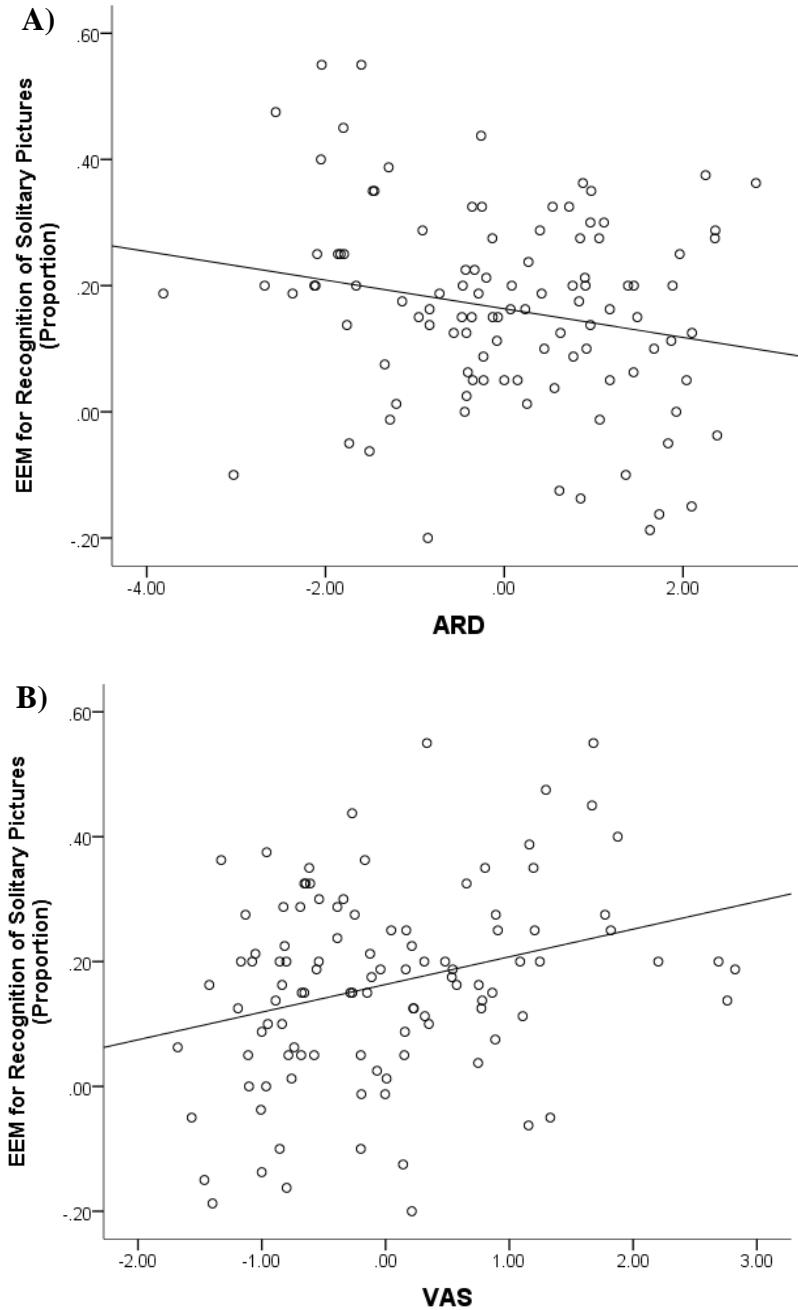 A)
EEM for Recognition of Solitary Pictures
(Proportion)
.60
.40
.20
.00
-.20
-4.00 -2.00 .00 2.00
ARD
B)
EEM for Recognition of Solitary Pictures
(Proportion)
.60
.40
.20
.00
-.20
-2.00 -1.00 .00 1.00 2.00 3.00
VAS